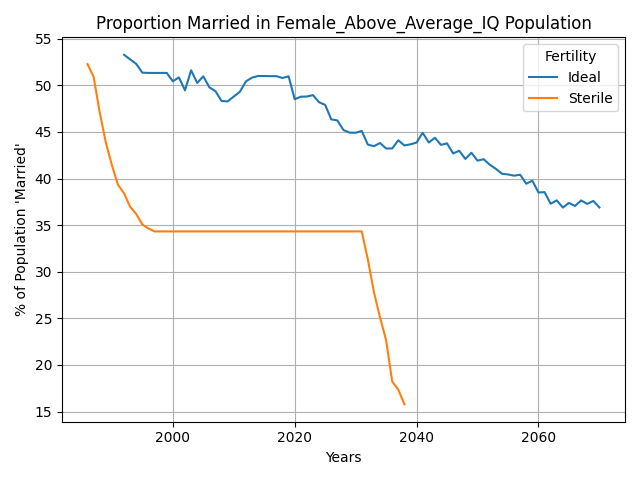 Proportion Married in Female_Above_Average_IQ Population
% of Population 'Married'
55
50
45
40
35
30
25
20
15
Fertility
Ideal
Sterile
2000
2020
2040
2060
Years